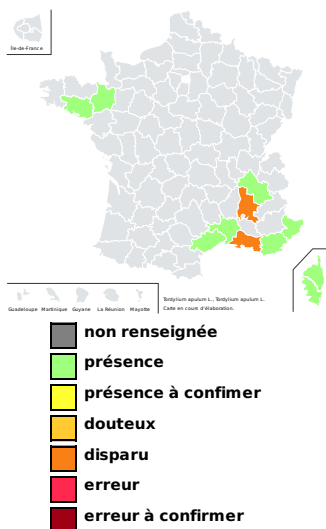 Île-de-France
Guadeloupe Martinique Guyane La Réunion Mayotte
Tordylium apulum L., Tordylium apulum L.
Carte en cours d'élaboration.
non renseignée
présence
présence à confimer
douteux
disparu
erreur
erreur à confirmer